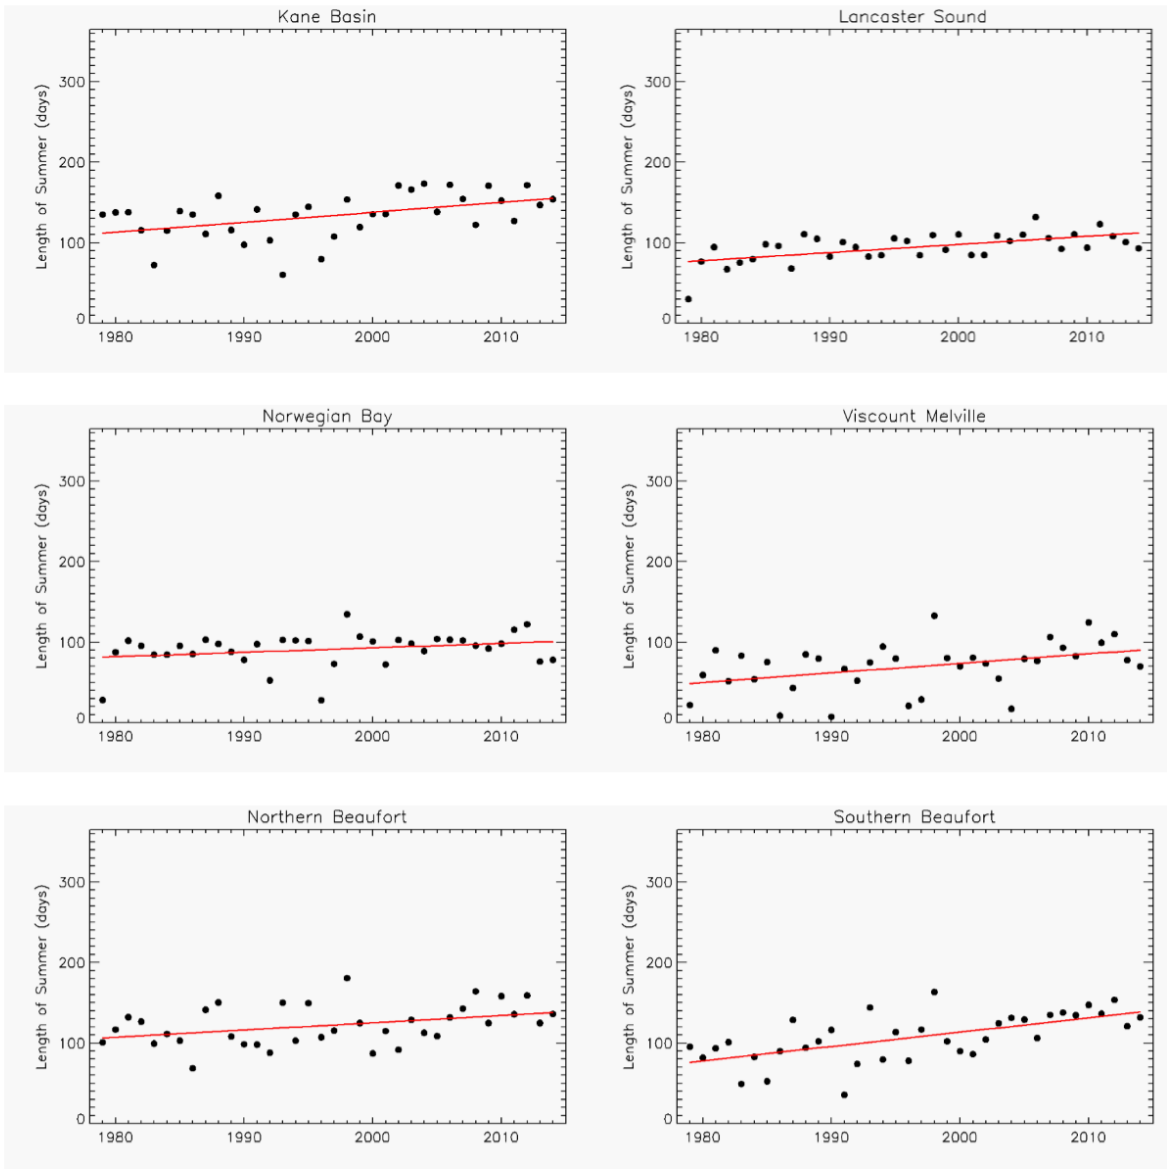 Kane Basin
Length of Summer (days)
300
200
100
0
1980 1990 2000 2010
Lancaster Sound
Length of Summer (days)
300
200
100
0
1980 1990 2000 2010
Norwegian Bay
Length of Summer (days)
300
200
100
0
1980 1990 2000 2010
Viscount Melville
Length of Summer (days)
300
200
100
0
1980 1990 2000 2010
Northern Beaufort
Length of Summer (days)
300
200
100
0
1980 1990 2000 2010
Southern Beaufort
Length of Summer (days)
300
200
100
0
1980 1990 2000 2010